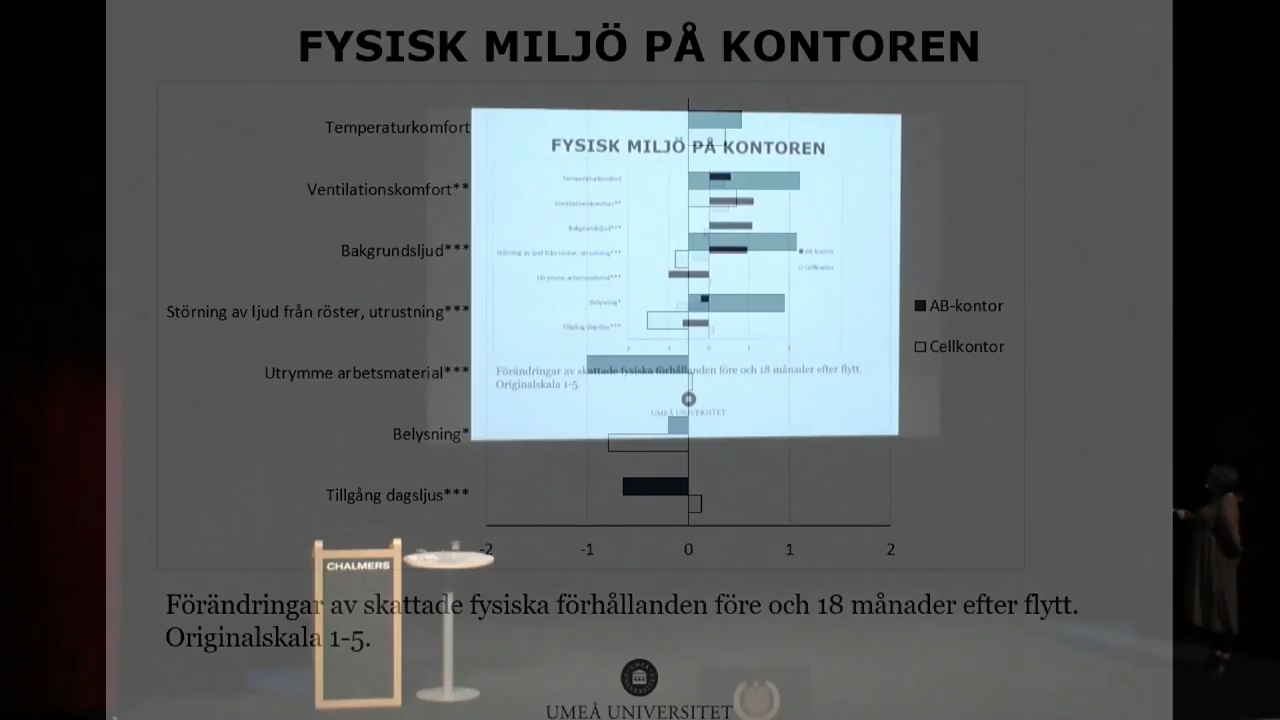 FYSISK MILJÖ PÅ KONTOREN
Temperaturkomfort
Ventilationskomfort**
Bakgrundsljud***
Störning av ljud från röster, utrustning***
Utrymme arbetsmaterial***
Belysning*
Tillgång dagsljus***
-2 -1 0 1 2
AB-kontor
Cellkontor
Förändringar av skattade fysiska förhållanden före och 18 månader efter flytt.
Originalskala 1-5.
UMEÅ UNIVERSITET
FYSISK MILJÖ PÅ KONTOREN
Temperaturkomfort
Ventilationskomfort**
Bakgrundsljud***
Störning av ljud från röster, utrustning***
Utrymme arbetsmaterial***
Belysning*
Tillgång dagsljus***
AB-kontor
Cellkontor
Förändringar av skattade fysiska förhållanden före och 18 månader efter flytt.
Originalskala 1-5.
UMEÅ UNIVERSITET
CHALMERS